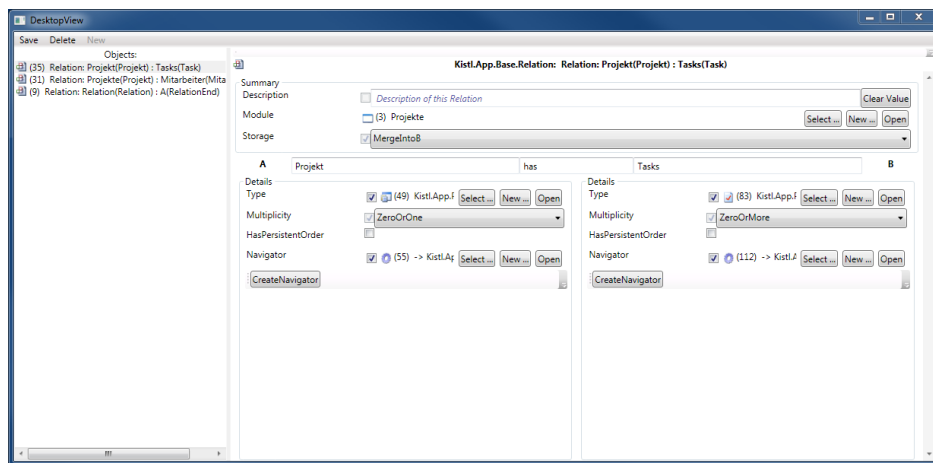 DesktopView
Save Delete New
Objects:
(35) Relation: Projekt(Projekt) : Tasks(Task)
(31) Relation: Projekte(Projekt) : Mitarbeiter(Mita
(9) Relation: Relation(Relation) : A(RelationEnd)
Kistl.App.Base.Relation: Relation: Projekt(Projekt) : Tasks(Task)
Summary
Description Description of this Relation Clear Value
Module (3) Projekte Select ... New ... Open
Storage MergeIntoB
A Projekt has Tasks B
Details Details
Type (49) Kistl.App.F Select ... New ... Open Type (83) Kistl.App.F Select ... New ... Open
Multiplicity ZeroOrOne Multiplicity ZeroOrMore
HasPersistentOrder HasPersistentOrder
Navigator (55) -> Kistl.Ap Select ... New ... Open Navigator (112) -> Kistl.A Select ... New ... Open
CreateNavigator CreateNavigator